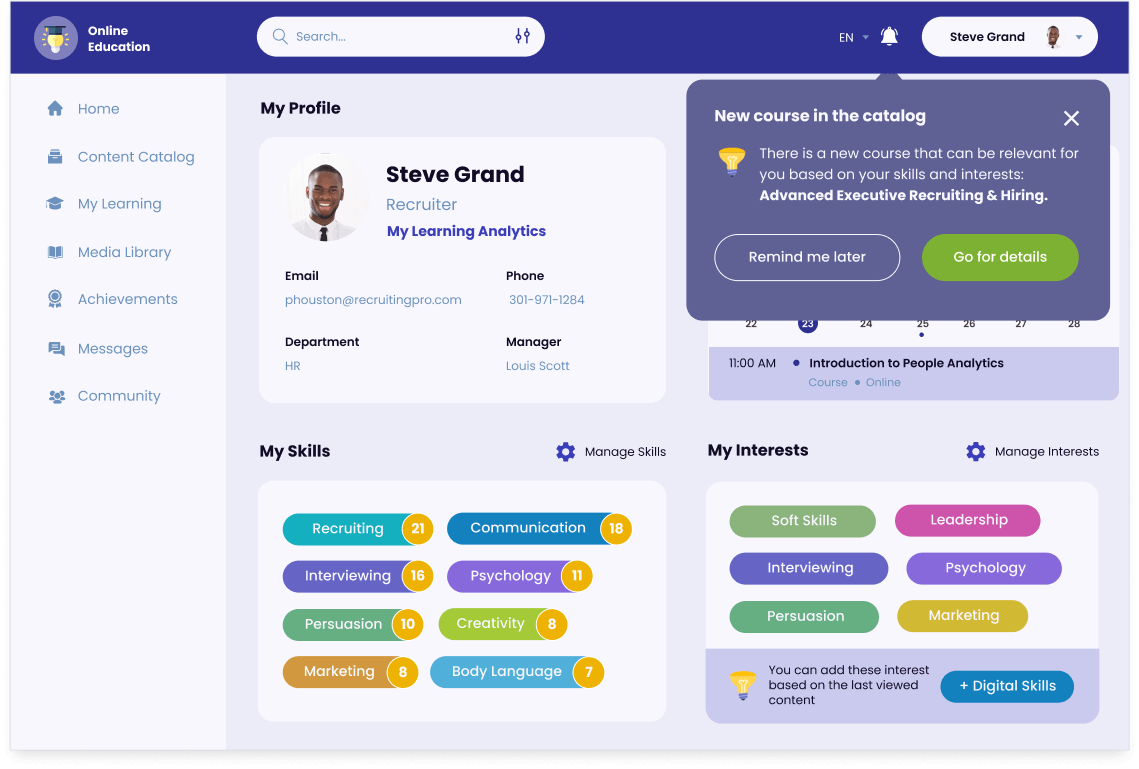 Online
Education
Search...
EN
Steve Grand
Home
Content Catalog
My Learning
Media Library
Achievements
Messages
Community
My Profile
Steve Grand
Recruiter
My Learning Analytics
Email
Phone
phouston@recruitingpro.com
301-971-1284
Department
Manager
HR
Louis Scott
New course in the catalog
There is a new course that can be relevant for
you based on your skills and interests:
Advanced Executive Recruiting & Hiring.
Remind me later
Go for details
22 23 24 25 26 27 28
11:00 AM
Introduction to People Analytics
Course • Online
My Skills
Manage Skills
Recruiting 21
Communication 18
Interviewing 16
Psychology 11
Persuasion 10
Creativity 8
Marketing 8
Body Language 7
My Interests
Manage Interests
Soft Skills
Leadership
Interviewing
Psychology
Persuasion
Marketing
You can add these interest
based on the last viewed
content
+ Digital Skills